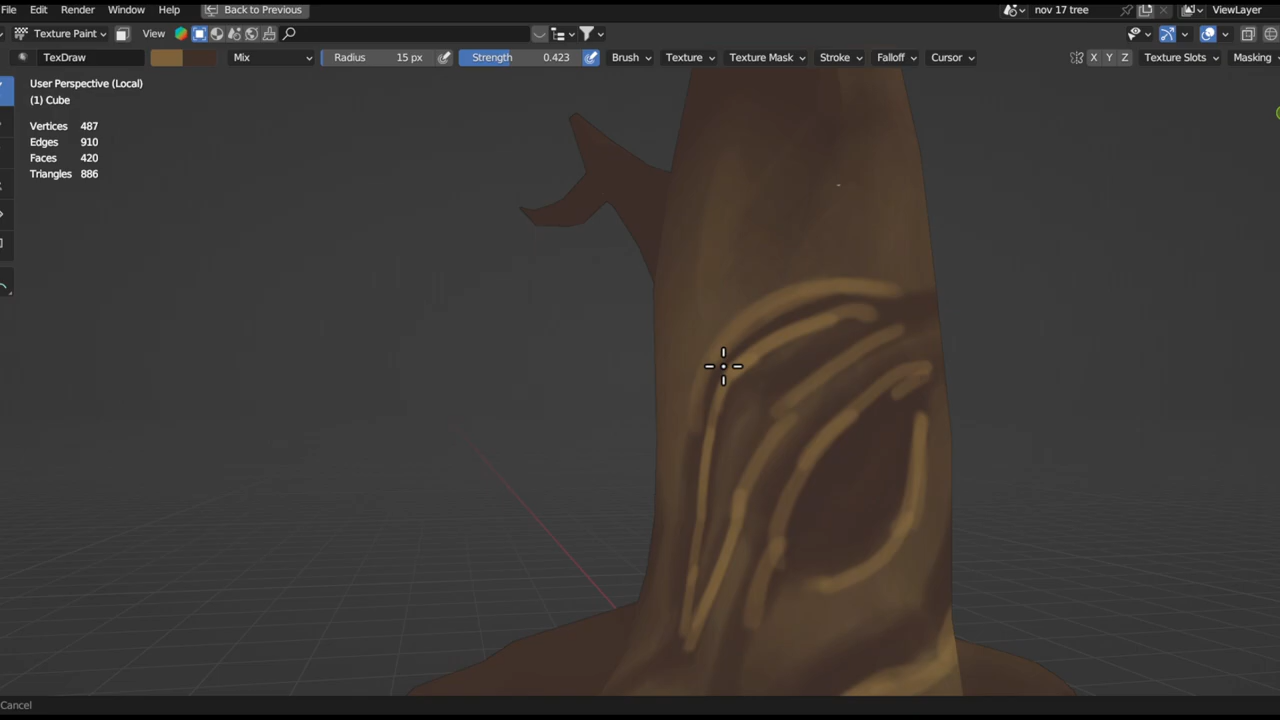 File Edit Render Window Help Back to Previous nov 17 tree ViewLayer
Texture Paint View
TexDraw Mix Radius 15 px Strength 0.423 Brush Texture Texture Mask Stroke Falloff Cursor X Y Z Texture Slots Masking
User Perspective (Local)
(1) Cube
Vertices 487
Edges 910
Faces 420
Triangles 886
Cancel